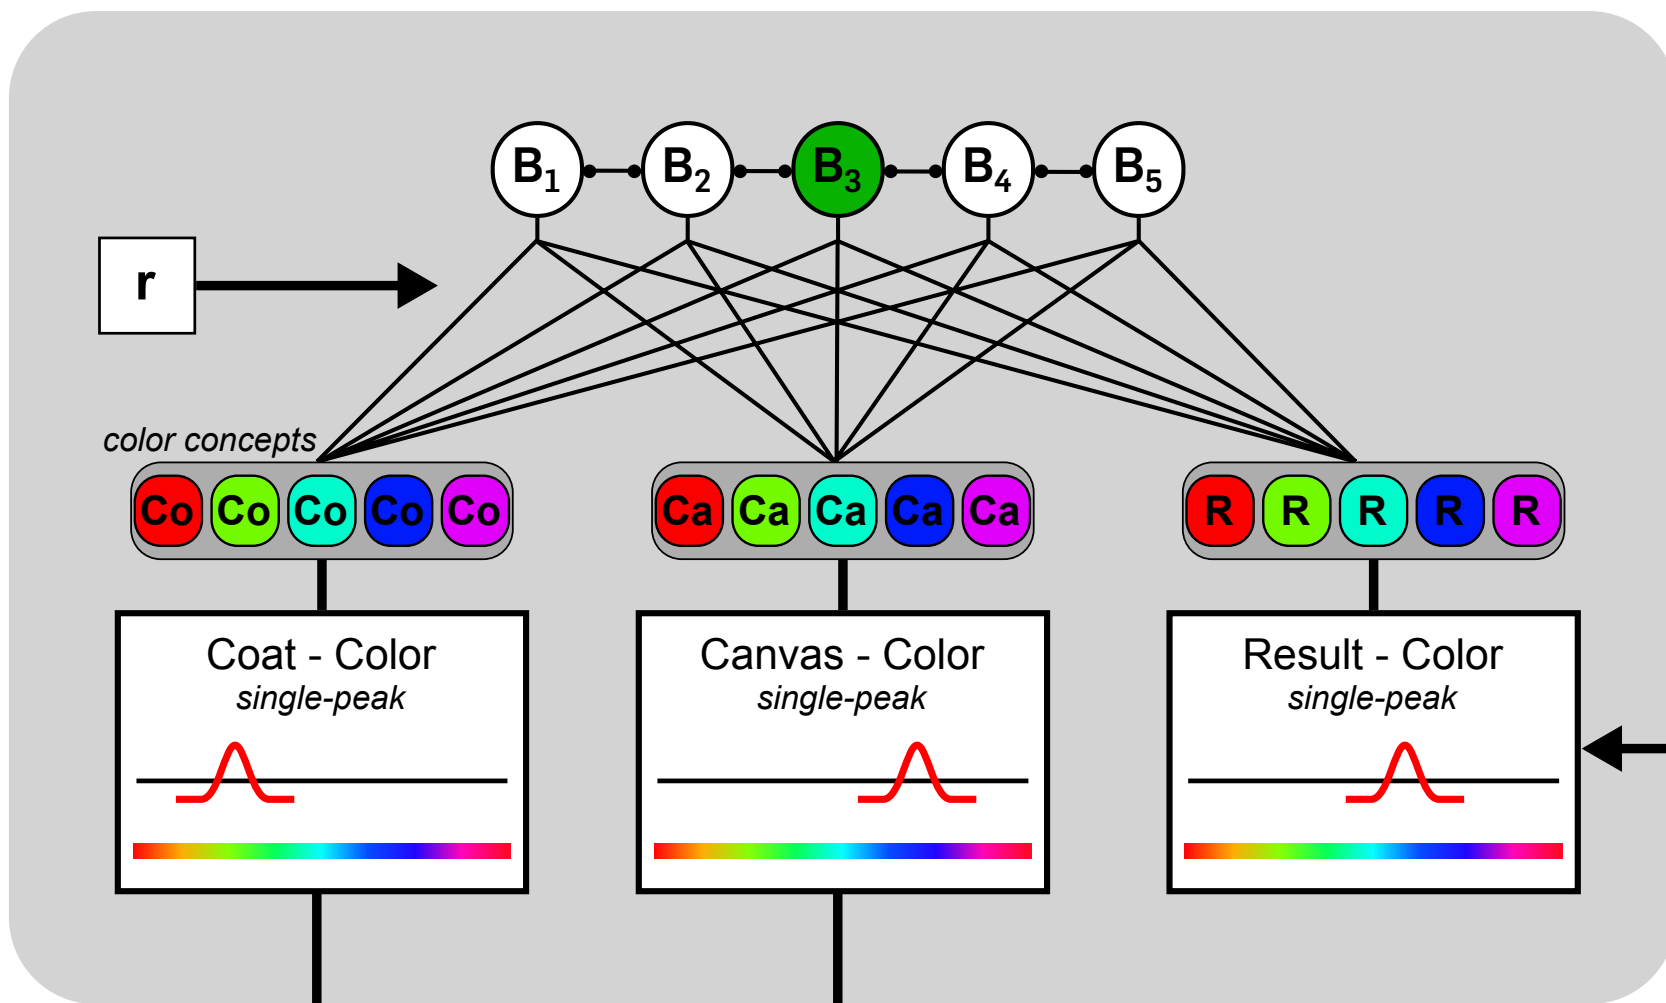 B1 B2 B3 B4 B5
r
color concepts
Co Co Co Co Co
Ca Ca Ca Ca Ca
R R R R R
Coat - Color
single-peak
Canvas - Color
single-peak
Result - Color
single-peak